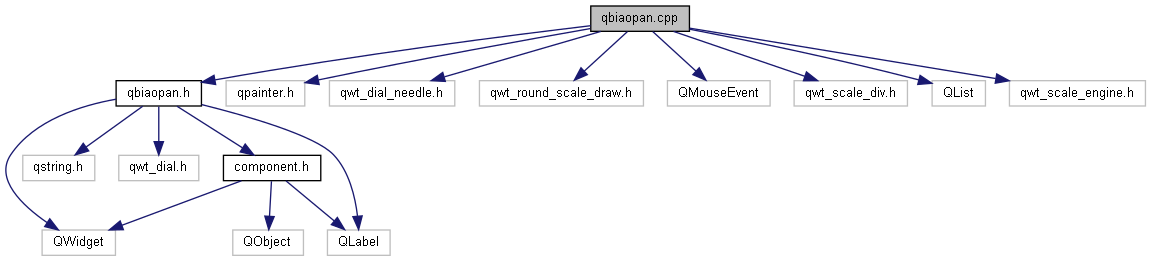 qbiaopan.cpp
qbiaopan.h
qpainter.h
qwt_dial_needle.h
qwt_round_scale_draw.h
QMouseEvent
qwt_scale_div.h
QList
qwt_scale_engine.h
qstring.h
qwt_dial.h
component.h
QWidget
QObject
QLabel